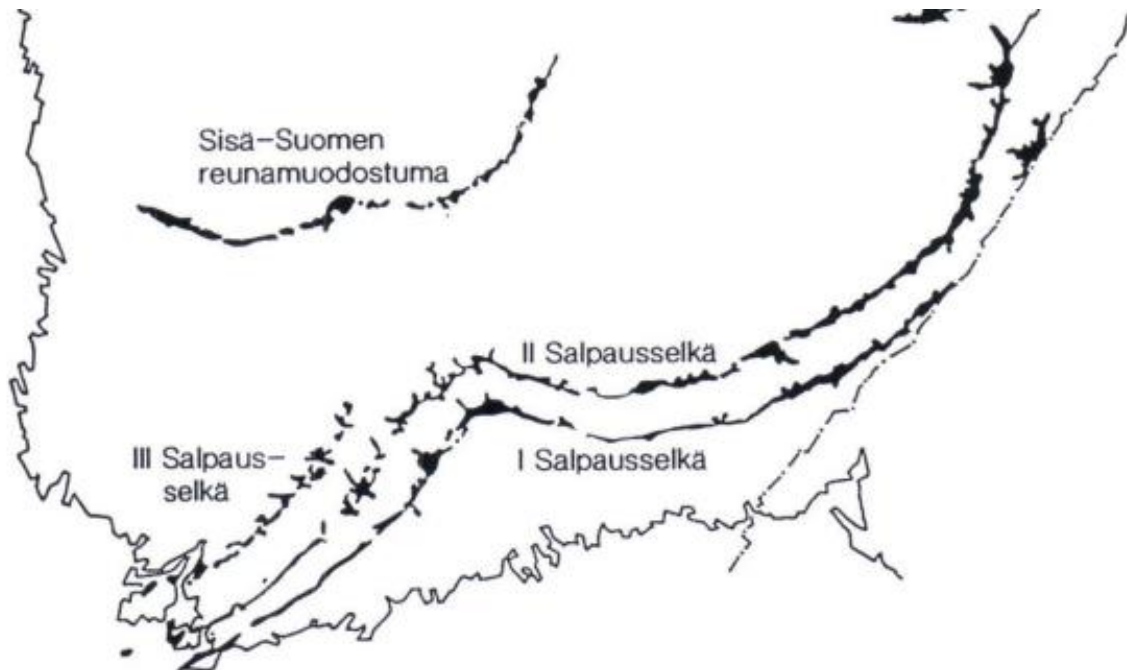 Sisä-Suomen
reunamuodostuma
II Salpausselkä
III Salpaus-
selkä
I Salpausselkä